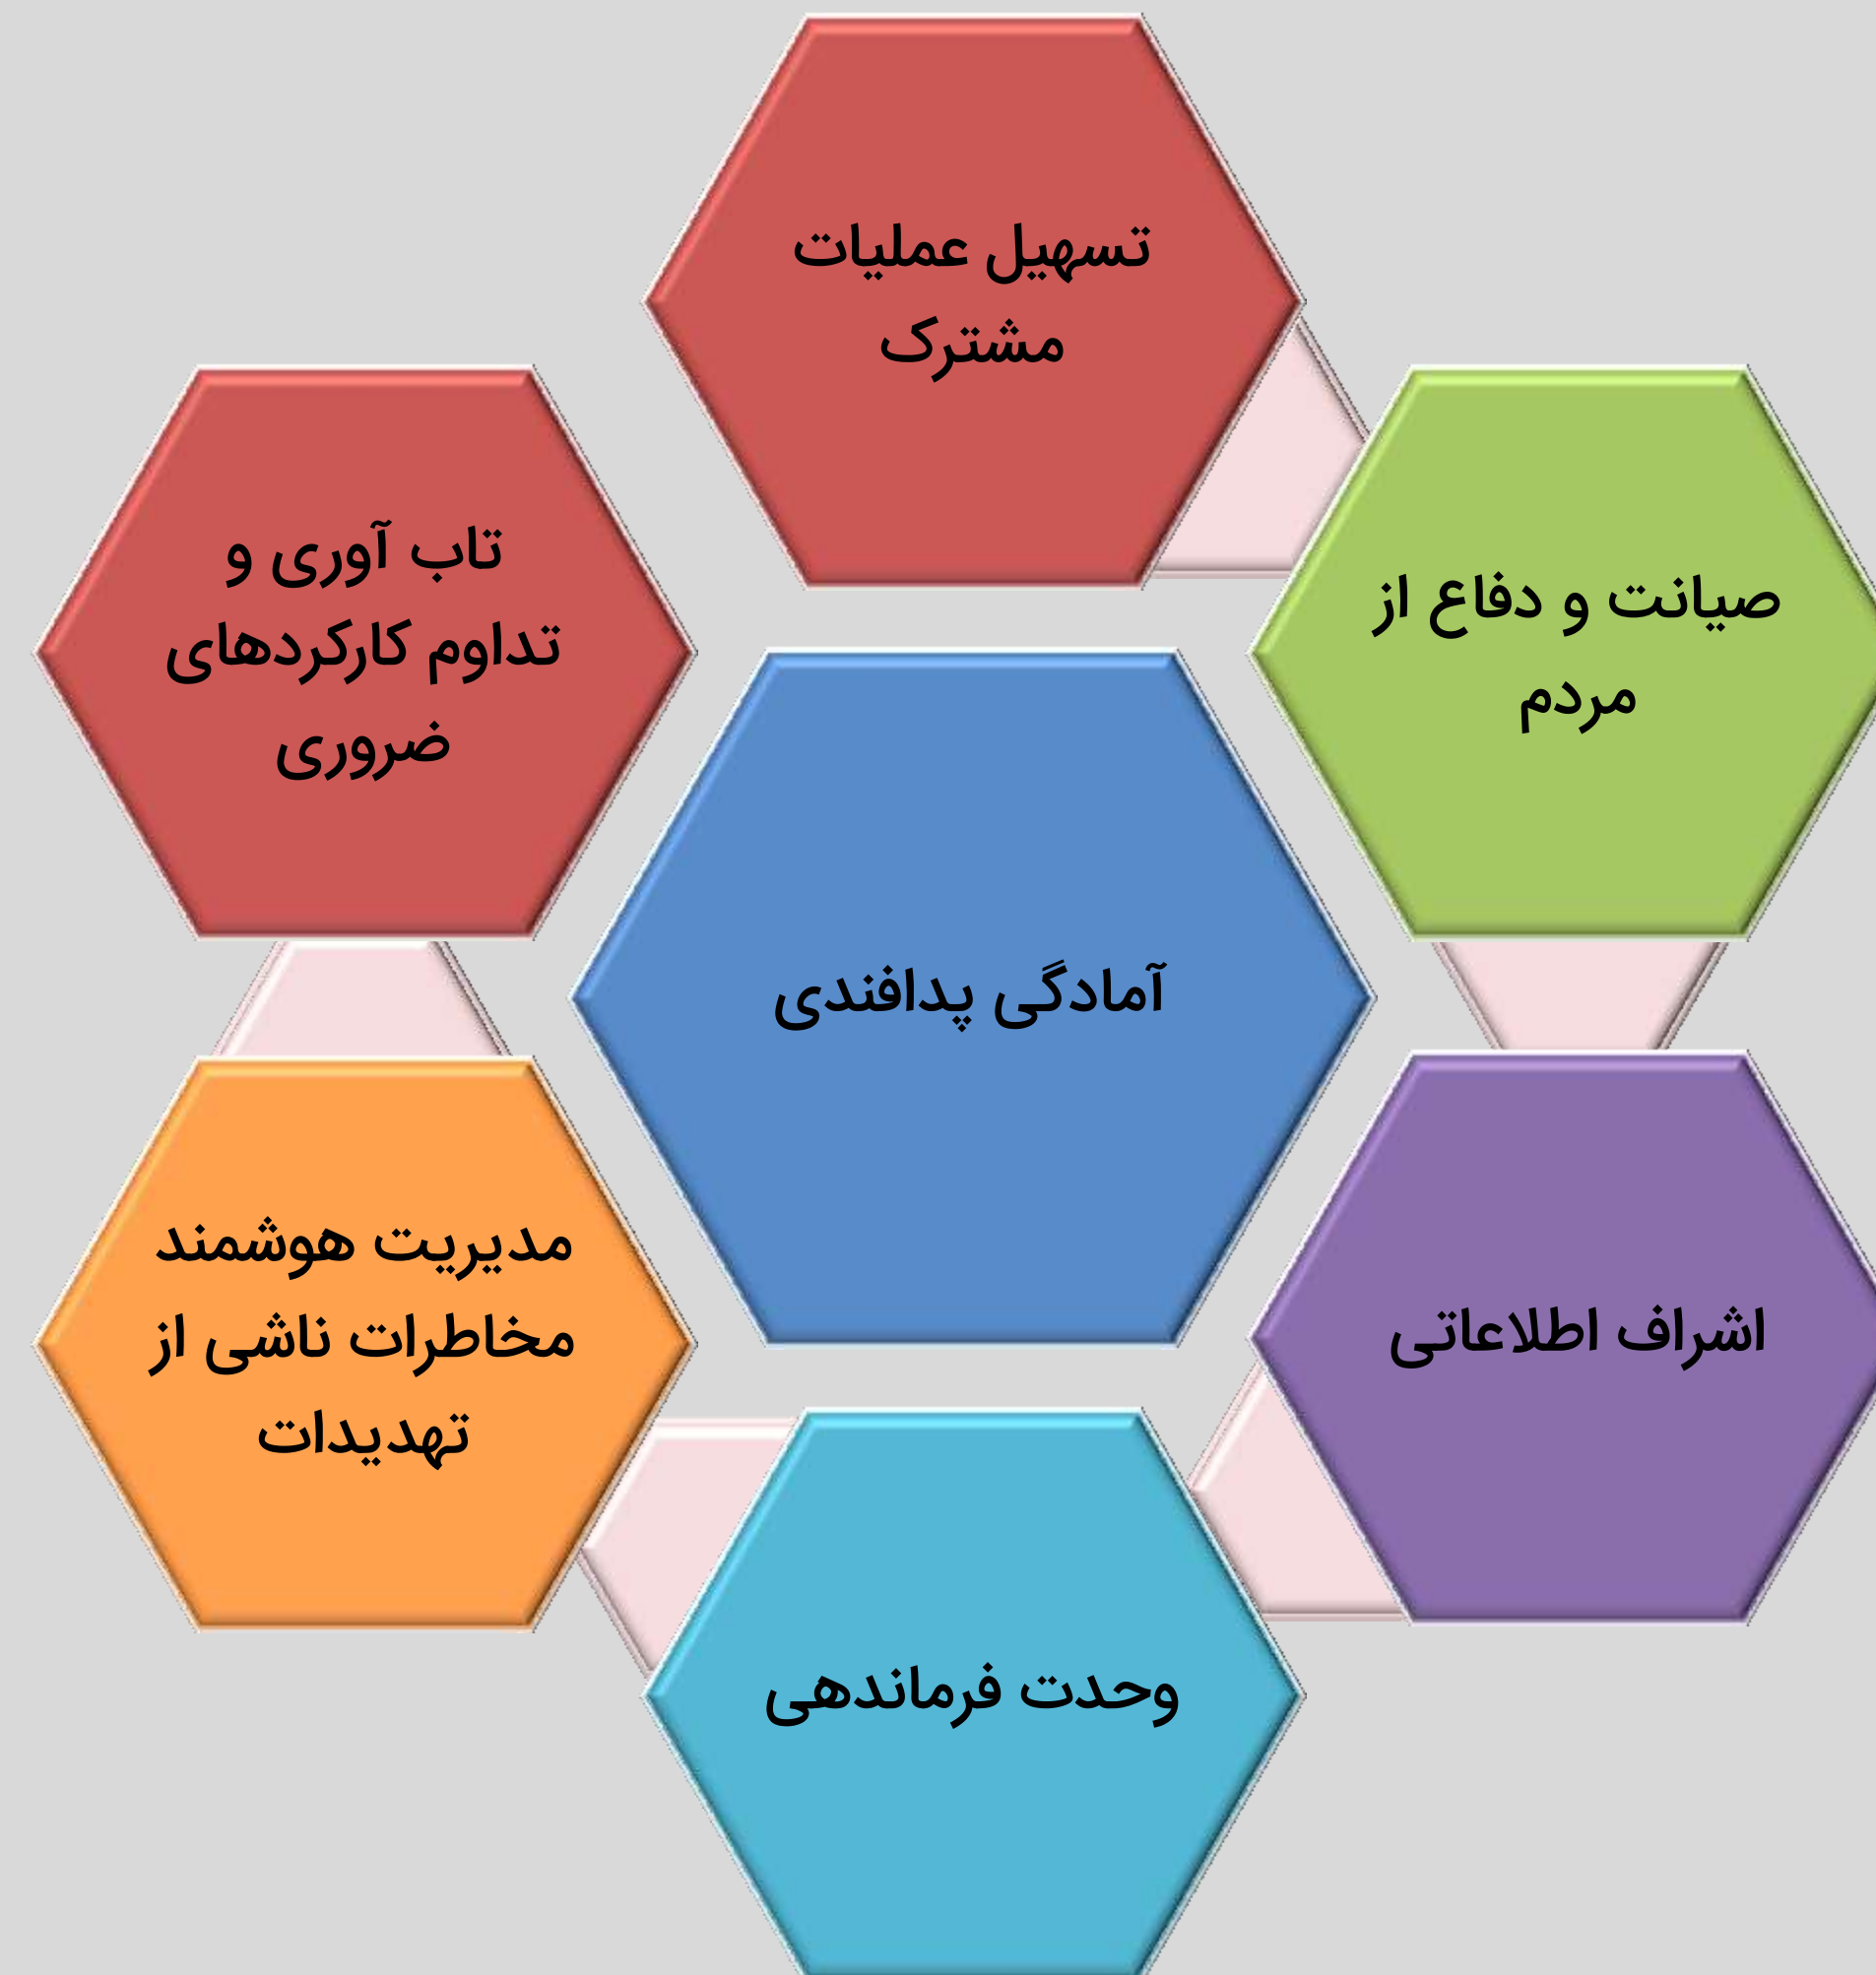 تسهیل عملیات
مشترک
صیانت و دفاع از
مردم
تاب آوری و
تداوم کارکردهای
ضروری
آمادگی پدافندی
اشراف اطلاعاتی
مدیریت هوشمند
مخاطرات ناشی از
تهدیدات
وحدت فرماندهی